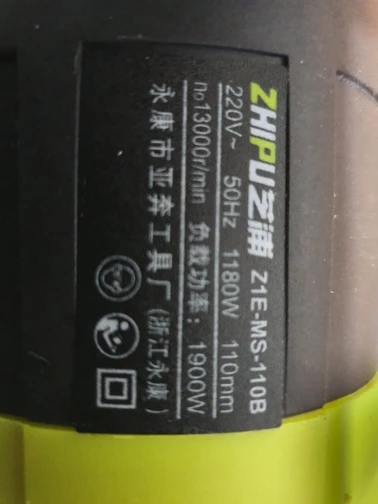 ZHIPU芝浦 Z1E-MS-110B
220V~ 50Hz 1180W 110mm
n₀13000r/min 负载功率：1900W
永康市亚奔工具厂(浙江永康)